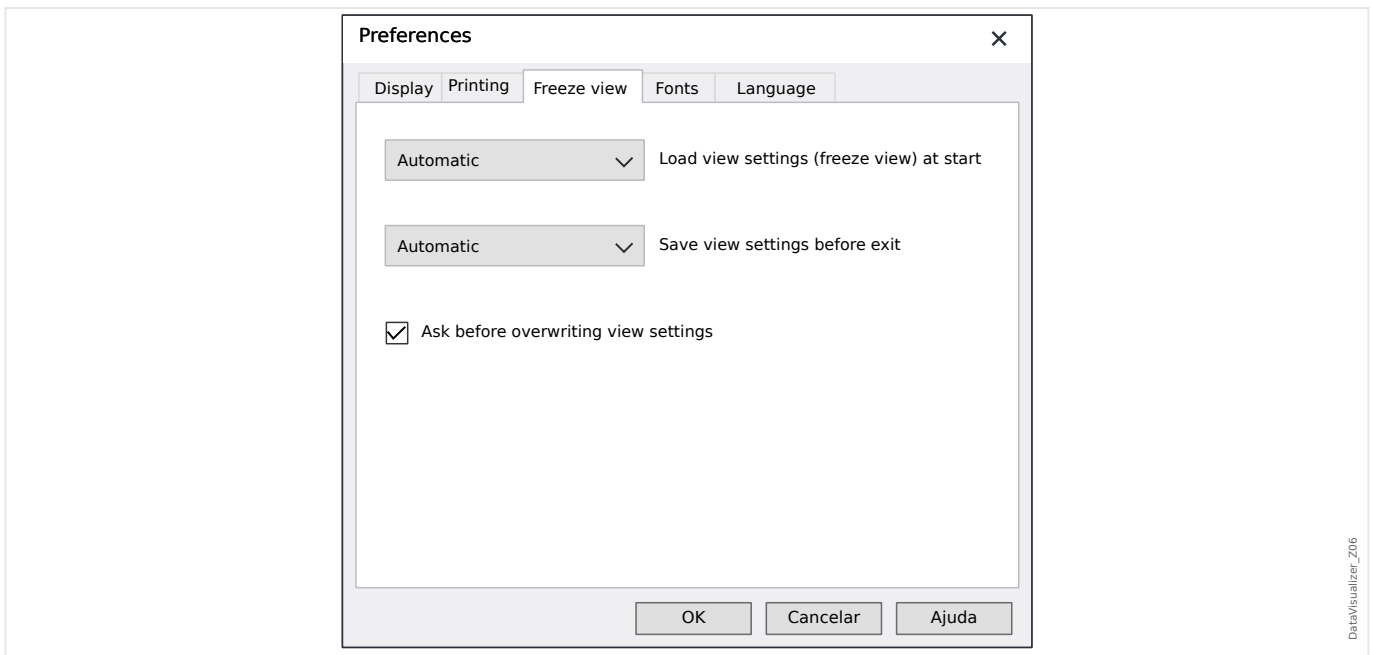 Preferences
Display Printing Freeze view Fonts Language
Automatic Load view settings (freeze view) at start
Automatic Save view settings before exit
Ask before overwriting view settings
OK Cancelar Ajuda
DataVisualizer_Z06